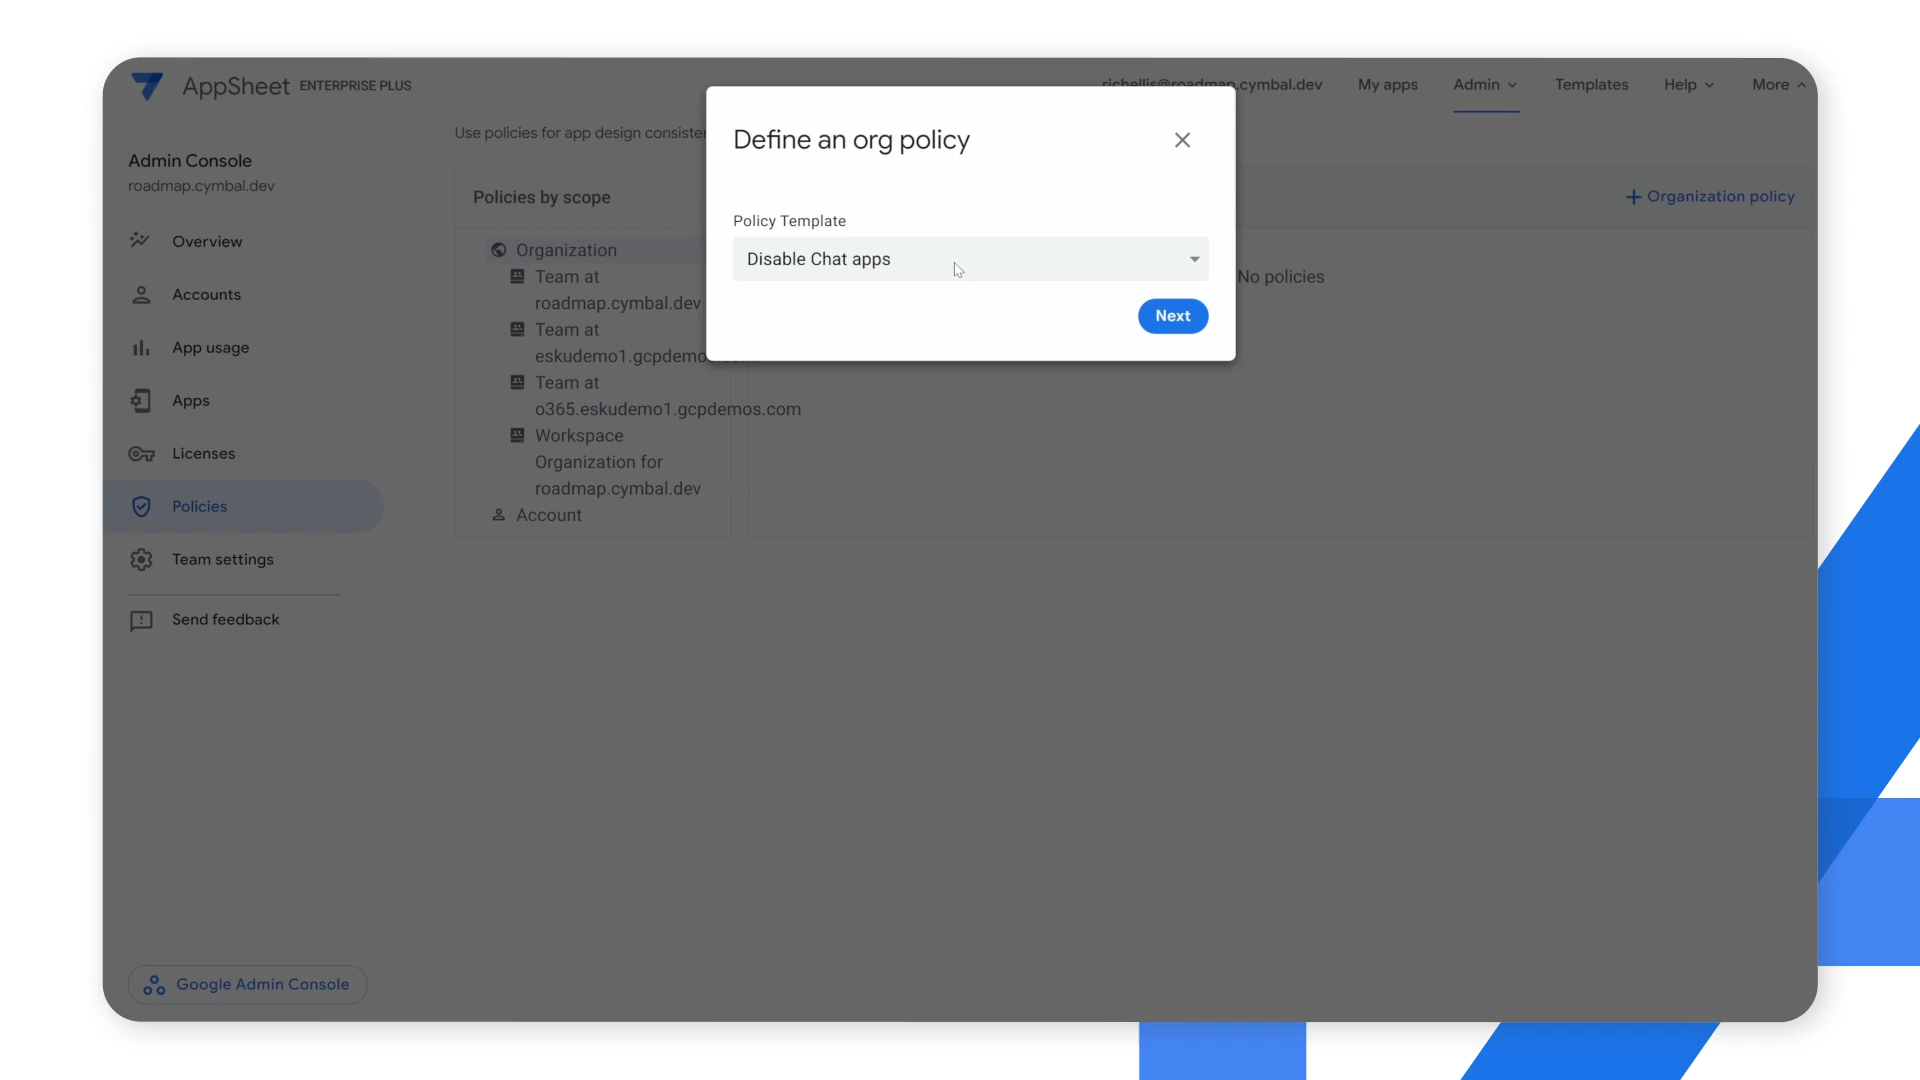 AppSheet ENTERPRISE PLUS
richellis@roadmap.cymbal.dev
My apps
Admin
Templates
Help
More
Admin Console
roadmap.cymbal.dev
Overview
Accounts
App usage
Apps
Licenses
Policies
Team settings
Send feedback
Google Admin Console
Use policies for app design
Policies by scope
+ Organization policy
Organization
Team at
roadmap.cymbal.dev
Team at
eskudemo1.gcpdemo
Team at
o365.eskudemo1.gcpdemos.com
Workspace
Organization for
roadmap.cymbal.dev
Account
No policies
Define an org policy
Policy Template
Disable Chat apps
Next